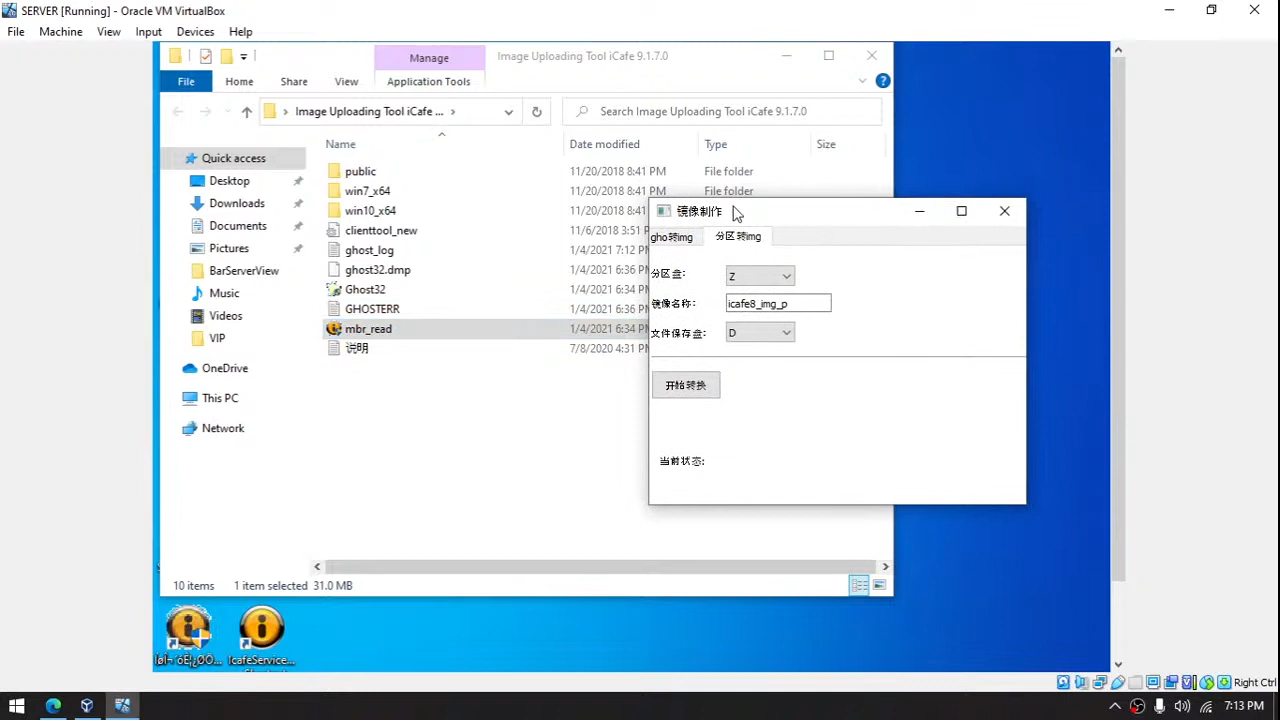 SERVER [Running] - Oracle VM VirtualBox
File Machine View Input Devices Help
Manage Image Uploading Tool iCafe 9.1.7.0
File Home Share View Application Tools
Image Uploading Tool iCafe ... Search Image Uploading Tool iCafe 9.1.7.0
Name Date modified Type Size
Quick access
Desktop
Downloads
Documents
Pictures
BarServerView
Music
Videos
VIP
OneDrive
This PC
Network
public 11/20/2018 8:41 PM File folder
win7_x64 11/20/2018 8:41 PM File folder
win10_x64 11/20/2018 8:41
clienttool_new 11/6/2018 3:51
ghost_log 1/4/2021 7:12
ghost32.dmp 1/4/2021 6:36
Ghost32 1/4/2021 6:36
GHOSTERR 1/4/2021 6:36
mbr_read 1/4/2021 6:34
说明 7/8/2020 4:31
镜像制作
gho转img 分区转img
分区盘: Z
镜像名称: icafe8_img_p
文件保存盘: D
开始转换
当前状态:
10 items 1 item selected 31.0 MB
IcafeService...
Right Ctrl
7:13 PM